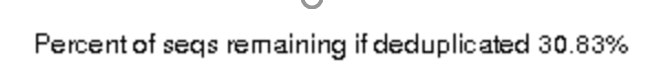 Percent of seqs remaining if deduplicated 30.83%